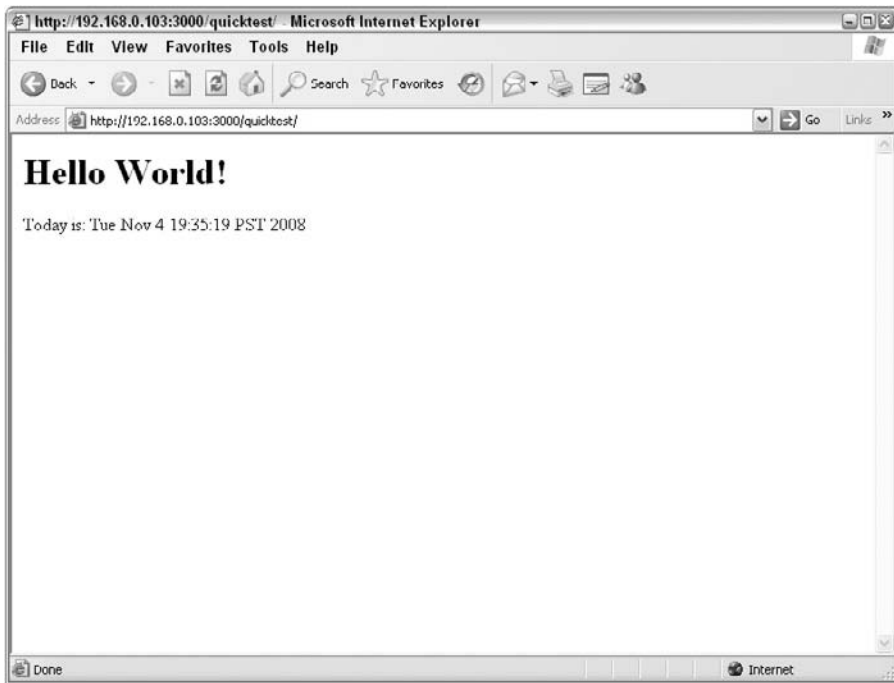 http://192.168.0.103:3000/quicktest/ - Microsoft Internet Explorer
File Edit View Favorites Tools Help
Back Search Favorites
Address http://192.168.0.103:3000/quicktest/ Go Links »
Hello World!
Today is: Tue Nov 4 19:35:19 PST 2008
Done Internet